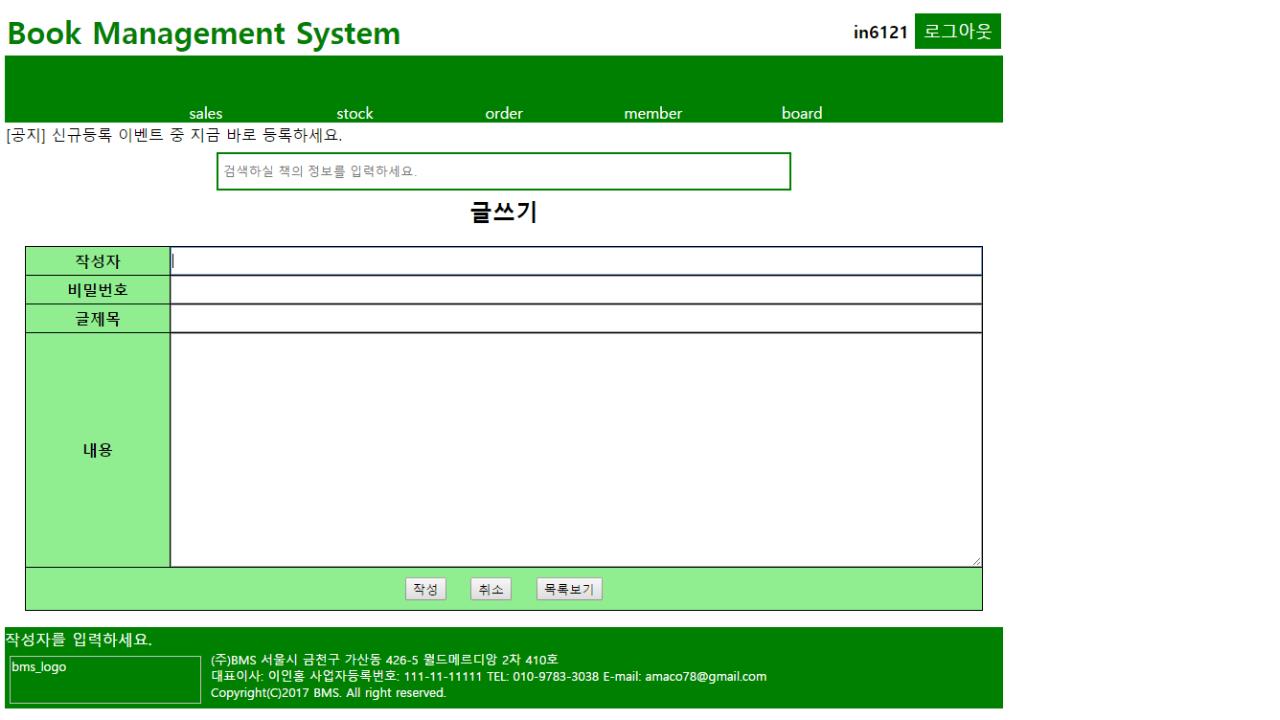 Book Management System
in6121 로그아웃
sales stock order member board
[공지] 신규등록 이벤트 중 지금 바로 등록하세요.
검색하실 책의 정보를 입력하세요.
글쓰기
작성자
비밀번호
글제목
내용
작성 취소 목록보기
작성자를 입력하세요.
bms_logo
(주)BMS 서울시 금천구 가산동 426-5 월드메르디앙 2차 410호
대표이사: 이인홍 사업자등록번호: 111-11-11111 TEL: 010-9783-3038 E-mail: amaco78@gmail.com
Copyright(C)2017 BMS. All right reserved.